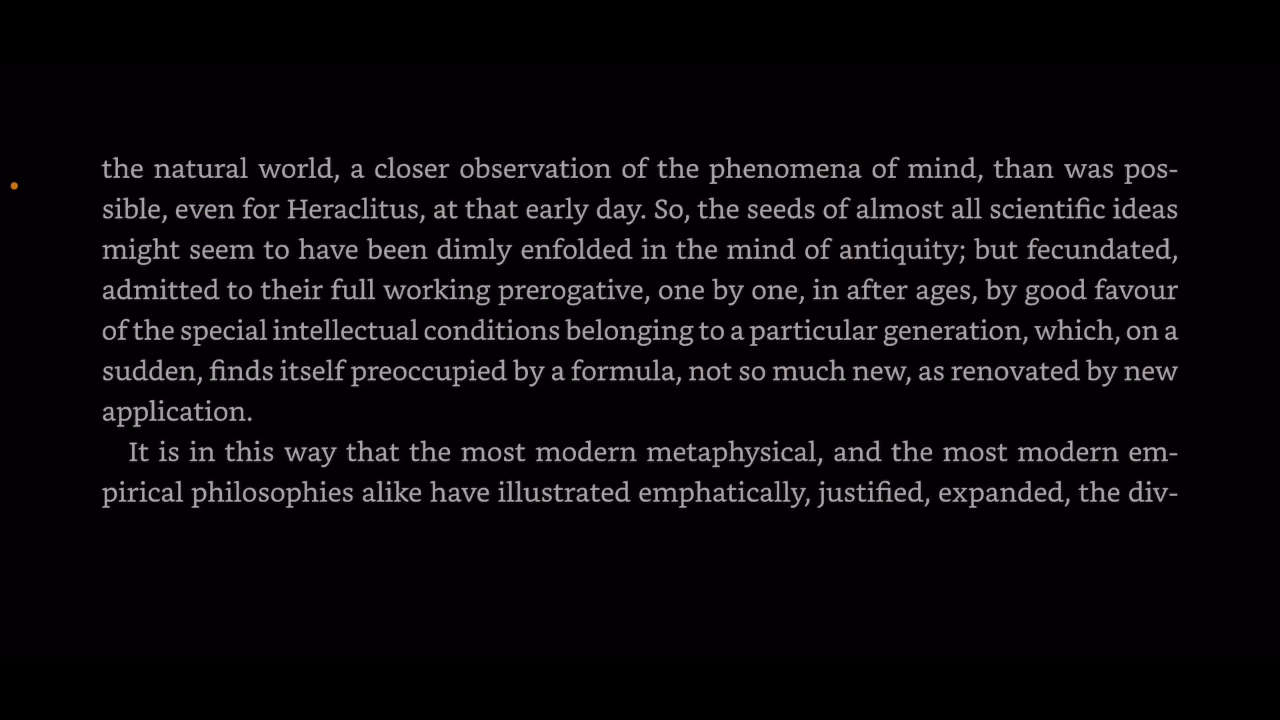 the natural world, a closer observation of the phenomena of mind, than was pos-
sible, even for Heraclitus, at that early day. So, the seeds of almost all scientific ideas
might seem to have been dimly enfolded in the mind of antiquity; but fecundated,
admitted to their full working prerogative, one by one, in after ages, by good favour
of the special intellectual conditions belonging to a particular generation, which, on a
sudden, finds itself preoccupied by a formula, not so much new, as renovated by new
application.
It is in this way that the most modern metaphysical, and the most modern em-
pirical philosophies alike have illustrated emphatically, justified, expanded, the div-